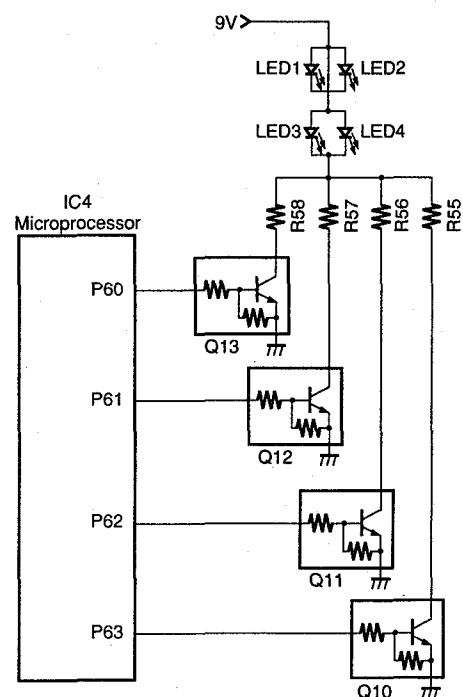 9V
LED1 LED2
LED3 LED4
IC4
Microprocessor
R58 R57 R56 R55
P60
Q13
P61
Q12
P62
Q11
P63
Q10